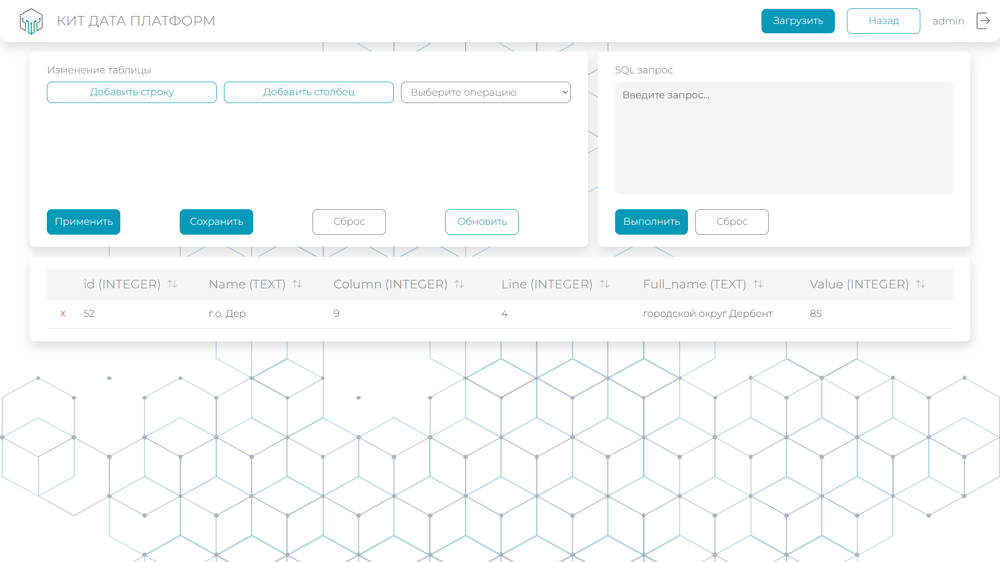 КИТ ДАТА ПЛАТФОРМ
Загрузить
Назад
admin
Изменение таблицы
Добавить строку
Добавить столбец
Выберите операцию
Применить
Сохранить
Сброс
Обновить
SQL запрос
Введите запрос...
Выполнить
Сброс
id (INTEGER) Name (TEXT) Column (INTEGER) Line (INTEGER) Full_name (TEXT) Value (INTEGER)
X 52 г.о. Дер 9 4 городской округ Дербент 85